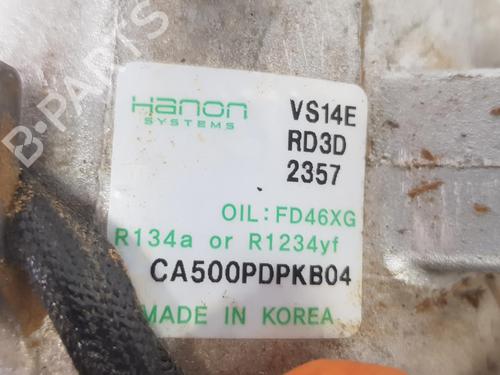 B-PARTS
Hanon
SYSTEMS
VS14E
RD3D
2357
OIL: FD46XG
R134a or R1234yf
CA500PDPKB04
MADE IN KOREA